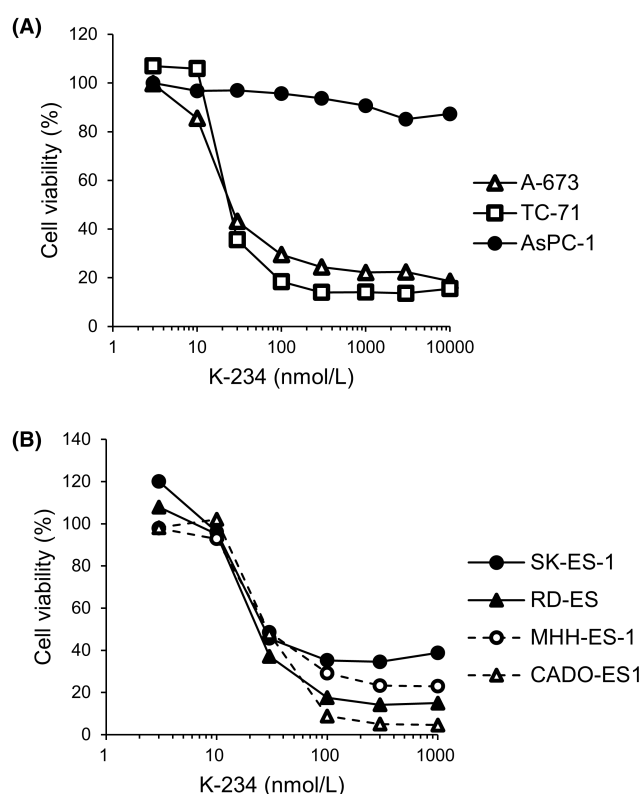 (A)
120
100
80
60
40
20
0
Cell viability (%)
1 10 100 1000 10000
K-234 (nmol/L)
A-673
TC-71
AsPC-1
(B)
140
120
100
80
60
40
20
0
Cell viability (%)
1 10 100 1000
K-234 (nmol/L)
SK-ES-1
RD-ES
MHH-ES-1
CADO-ES1